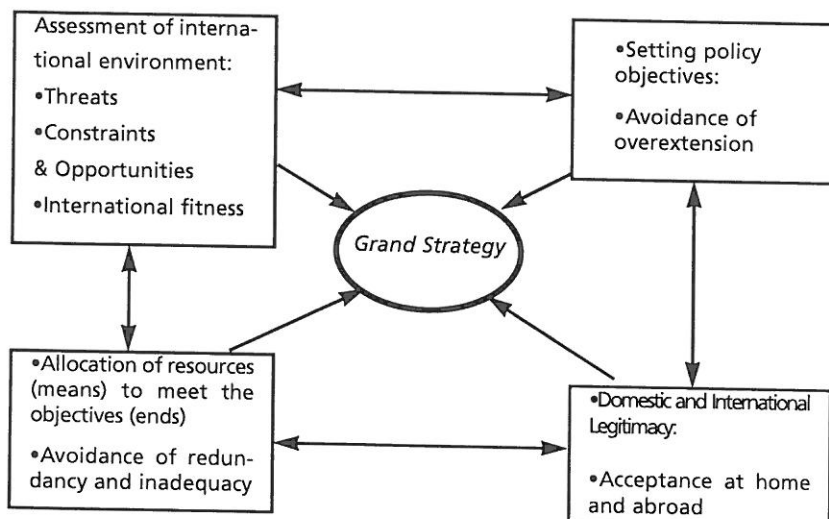 Assessment of interna-
tional environment:
•Threats
•Constraints
& Opportunities
•International fitness
•Setting policy
objectives:
•Avoidance of
overextension
Grand Strategy
•Allocation of resources
(means) to meet the
objectives (ends)
•Avoidance of redun-
dancy and inadequacy
•Domestic and International
Legitimacy:
•Acceptance at home
and abroad